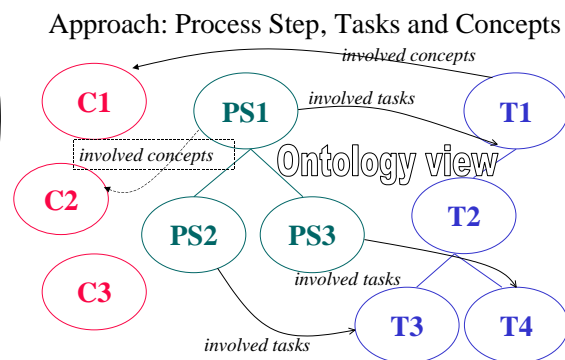 Approach: Process Step, Tasks and Concepts
involved concepts
C1
PS1
involved tasks
T1
involved concepts
Ontology view
C2
T2
PS2
PS3
C3
involved tasks
T3
T4
involved tasks